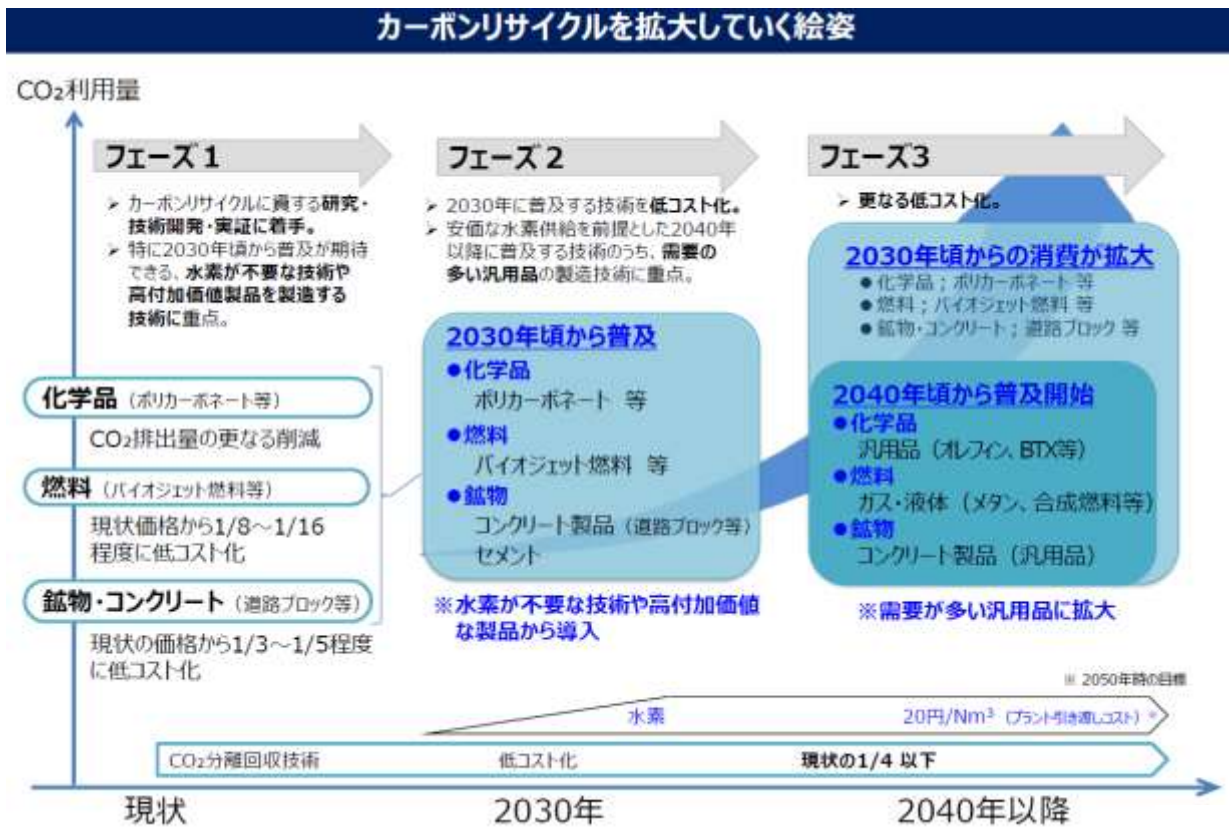 カーボンリサイクルを拡大していく絵姿
CO₂利用量
フェーズ1
➢ カーボンリサイクルに資する研究・
技術開発・実証に着手。
➢ 特に2030年頃から普及が期待
できる、水素が不要な技術や
高付加価値製品を製造する
技術に重点。
化学品（ポリカーボネート等）
CO₂排出量の更なる削減
燃料（バイオジェット燃料等）
現状価格から1/8～1/16
程度に低コスト化
鉱物・コンクリート（道路ブロック等）
現状の価格から1/3～1/5程度
に低コスト化
フェーズ2
➢ 2030年に普及する技術を低コスト化。
➢ 安価な水素供給を前提とした2040年
以降に普及する技術のうち、需要の
多い汎用品の製造技術に重点。
2030年頃から普及
●化学品
ポリカーボネート 等
●燃料
バイオジェット燃料 等
●鉱物
コンクリート製品（道路ブロック等）
セメント
※水素が不要な技術や高付加価値
な製品から導入
フェーズ3
➢ 更なる低コスト化。
2030年頃からの消費が拡大
● 化学品；ポリカーボネート 等
● 燃料；バイオジェット燃料 等
● 鉱物・コンクリート；道路ブロック 等
2040年頃から普及開始
●化学品
汎用品（オレフィン、BTX等）
●燃料
ガス・液体（メタン、合成燃料等）
●鉱物
コンクリート製品（汎用品）
※需要が多い汎用品に拡大
※ 2050年時の目標
水素 20円/Nm³（プラント引き渡しコスト）※
CO₂分離回収技術 低コスト化 現状の1/4 以下
現状 2030年 2040年以降